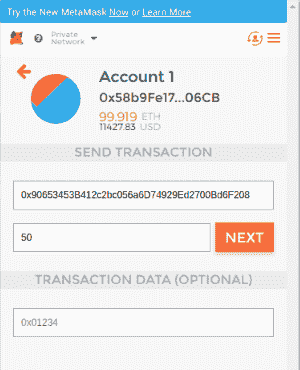 Try the New MetaMask Now or Learn More
Private
Network
Account 1
0x58b9Fe17...06CB
99.919 ETH
11427.83 USD
SEND TRANSACTION
0x90653453B412c2bc056a6D74929Ed2700Bd6F208
50
NEXT
TRANSACTION DATA (OPTIONAL)
0x01234